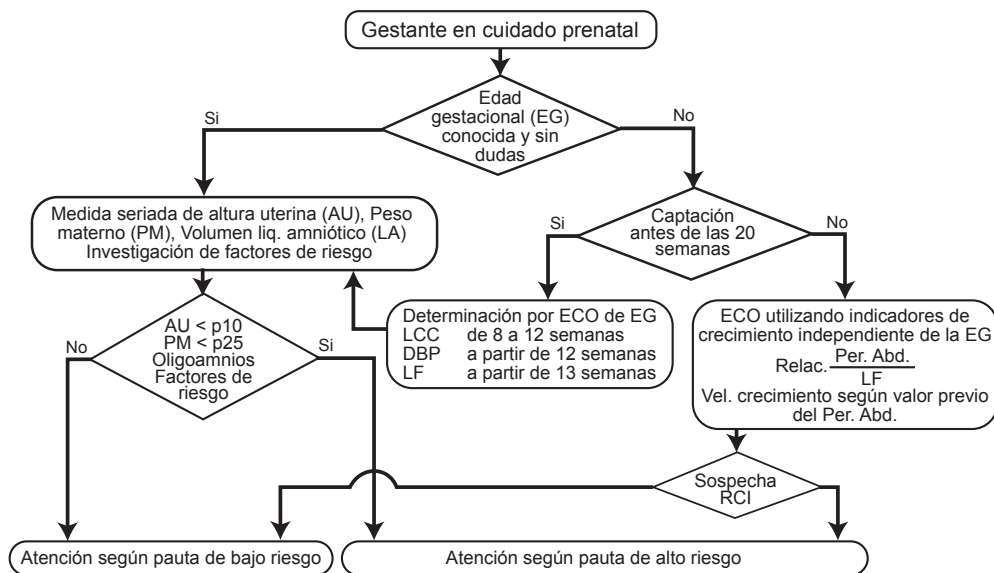 Gestante en cuidado prenatal
Edad
gestacional (EG)
conocida y sin
dudas
Si
No
Medida seriada de altura uterina (AU), Peso
materno (PM), Volumen liq. amniótico (LA)
Investigación de factores de riesgo
Captación
antes de las 20
semanas
Si
No
Determinación por ECO de EG
LCC de 8 a 12 semanas
DBP a partir de 12 semanas
LF a partir de 13 semanas
ECO utilizando indicadores de
crecimiento independiente de la EG
Relac. Per. Abd.
LF
Vel. crecimiento según valor previo
del Per. Abd.
AU < p10
PM < p25
Oligoamnios
Factores de
riesgo
No
Si
Sospecha
RCI
Atención según pauta de bajo riesgo
Atención según pauta de alto riesgo